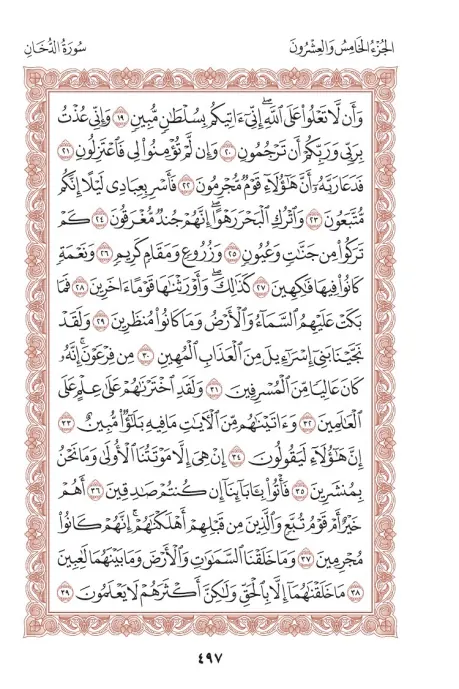 الجُزْءُ الخَامِسُ وَالعِشْرُونَ
سُورَةُ الدُّخَانِ
وَأَن لَّا تَعْلُوا۟ عَلَى ٱللَّهِ ۖ إِنِّىٓ ءَاتِيكُم بِسُلْطَـٰنٍ مُّبِينٍ ١٩ وَإِنِّى عُذْتُ
بِرَبِّى وَرَبِّكُمْ أَن تَرْجُمُونِ ٢٠ وَإِن لَّمْ تُؤْمِنُوا۟ لِى فَٱعْتَزِلُونِ ٢١
فَدَعَا رَبَّهُۥٓ أَنَّ هَـٰٓؤُلَآءِ قَوْمٌ مُّجْرِمُونَ ٢٢ فَأَسْرِ بِعِبَادِى لَيْلًا إِنَّكُم
مُّتَّبَعُونَ ٢٣ وَٱتْرُكِ ٱلْبَحْرَ رَهْوًا ۖ إِنَّهُمْ جُندٌ مُّغْرَقُونَ ٢٤ كَمْ
تَرَكُوا۟ مِن جَنَّـٰتٍ وَعُيُونٍ ٢٥ وَزُرُوعٍ وَمَقَامٍ كَرِيمٍ ٢٦ وَنَعْمَةٍ
كَانُوا۟ فِيهَا فَـٰكِهِينَ ٢٧ كَذَٰلِكَ ۖ وَأَوْرَثْنَـٰهَا قَوْمًا ءَاخَرِينَ ٢٨ فَمَا
بَكَتْ عَلَيْهِمُ ٱلسَّمَآءُ وَٱلْأَرْضُ وَمَا كَانُوا۟ مُنظَرِينَ ٢٩ وَلَقَدْ
نَجَّيْنَا بَنِىٓ إِسْرَٰٓءِيلَ مِنَ ٱلْعَذَابِ ٱلْمُهِينِ ٣٠ مِن فِرْعَوْنَ ۚ إِنَّهُۥ
كَانَ عَالِيًا مِّنَ ٱلْمُسْرِفِينَ ٣١ وَلَقَدِ ٱخْتَرْنَـٰهُمْ عَلَىٰ عِلْمٍ عَلَى
ٱلْعَـٰلَمِينَ ٣٢ وَءَاتَيْنَـٰهُم مِّنَ ٱلْـَٔايَـٰتِ مَا فِيهِ بَلَـٰٓؤٌا۟ مُّبِينٌ ٣٣
إِنَّ هَـٰٓؤُلَآءِ لَيَقُولُونَ ٣٤ إِنْ هِىَ إِلَّا مَوْتَتُنَا ٱلْأُولَىٰ وَمَا نَحْنُ
بِمُنشَرِينَ ٣٥ فَأْتُوا۟ بِـَٔابَآئِنَآ إِن كُنتُمْ صَـٰدِقِينَ ٣٦ أَهُمْ
خَيْرٌ أَمْ قَوْمُ تُبَّعٍ وَٱلَّذِينَ مِن قَبْلِهِمْ ۚ أَهْلَكْنَـٰهُمْ ۖ إِنَّهُمْ كَانُوا۟
مُجْرِمِينَ ٣٧ وَمَا خَلَقْنَا ٱلسَّمَـٰوَٰتِ وَٱلْأَرْضَ وَمَا بَيْنَهُمَا لَـٰعِبِينَ
٣٨ مَا خَلَقْنَـٰهُمَآ إِلَّا بِٱلْحَقِّ وَلَـٰكِنَّ أَكْثَرَهُمْ لَا يَعْلَمُونَ ٣٩
٤٩٧